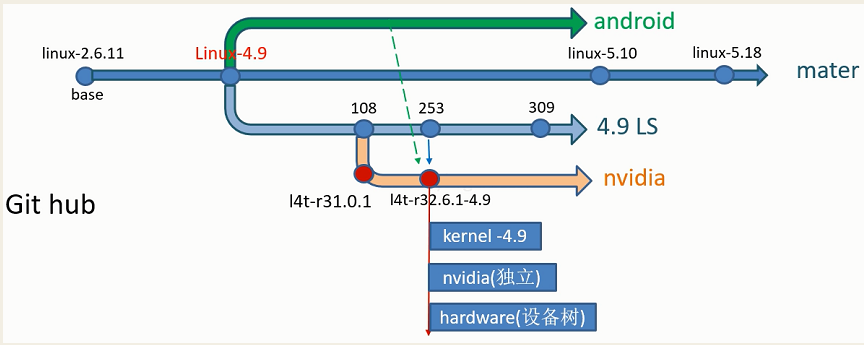 android
linux-2.6.11
Linux-4.9
linux-5.10
linux-5.18
mater
base
108
253
309
4.9 LS
nvidia
Git hub
l4t-r31.0.1
l4t-r32.6.1-4.9
kernel -4.9
nvidia(独立)
hardware(设备树)